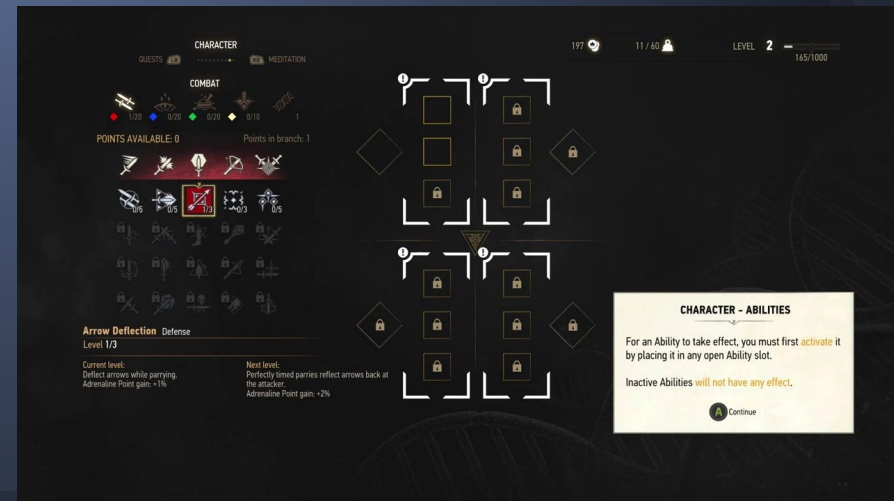 CHARACTER
QUESTS LB RB MEDITATION
197 11 / 60 LEVEL 2
165/1000
COMBAT
1/20 0/20 0/20 0/10 1
POINTS AVAILABLE: 0 Points in branch: 1
0/5 0/5 1/3 0/3 0/5
Arrow Deflection Defense
Level 1/3
Current level:
Deflect arrows while parrying.
Adrenaline Point gain: +1%
Next level:
Perfectly timed parries reflect arrows back at
the attacker.
Adrenaline Point gain: +2%
CHARACTER - ABILITIES
For an Ability to take effect, you must first activate it
by placing it in any open Ability slot.
Inactive Abilities will not have any effect.
A Continue